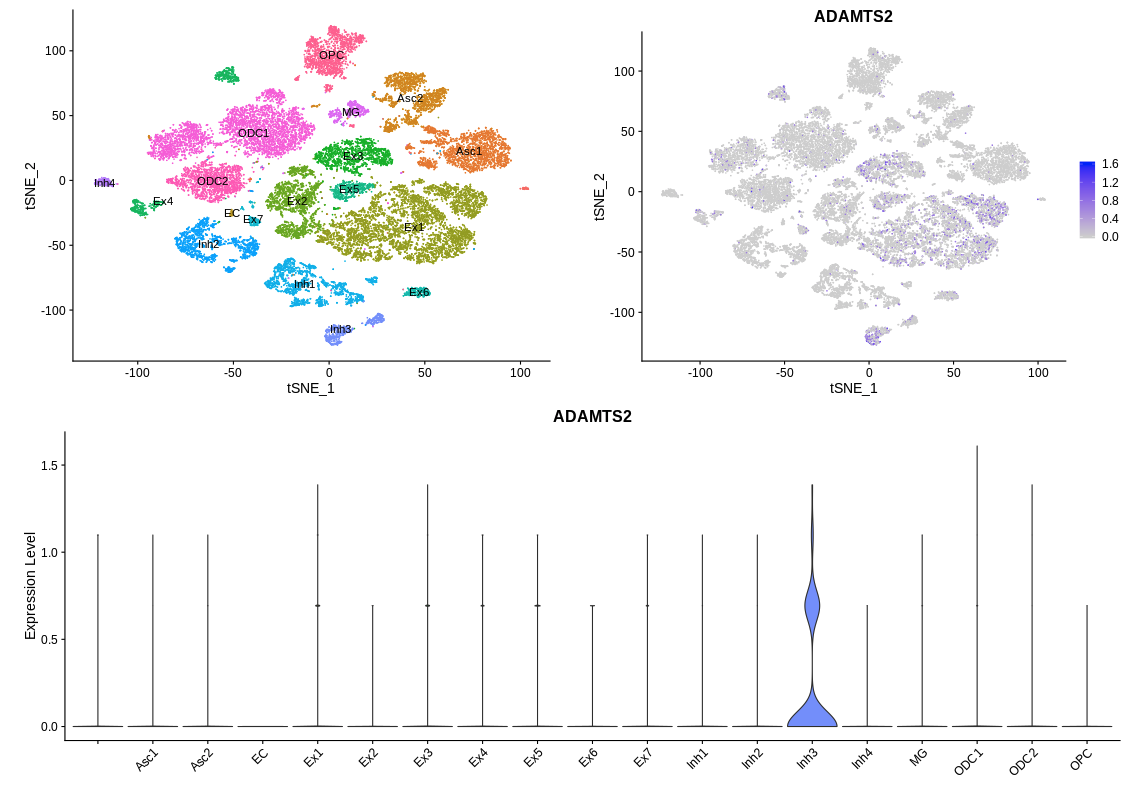 ADAMTS2
100
50
0
-50
-100
tSNE_2
-100
-50
0
50
100
tSNE_1
OPC
Asc2
MG
ODC1
Ex3
Asc1
Inh4
ODC2
Ex5
Ex4
Ex2
EC
Ex7
Ex1
Inh2
Inh1
Ex6
Inh3
100
50
0
-50
-100
tSNE_2
-100
-50
0
50
100
tSNE_1
1.6
1.2
0.8
0.4
0.0
ADAMTS2
1.5
1.0
0.5
0.0
Expression Level
Asc1
Asc2
EC
Ex1
Ex2
Ex3
Ex4
Ex5
Ex6
Ex7
Inh1
Inh2
Inh3
Inh4
MG
ODC1
ODC2
OPC